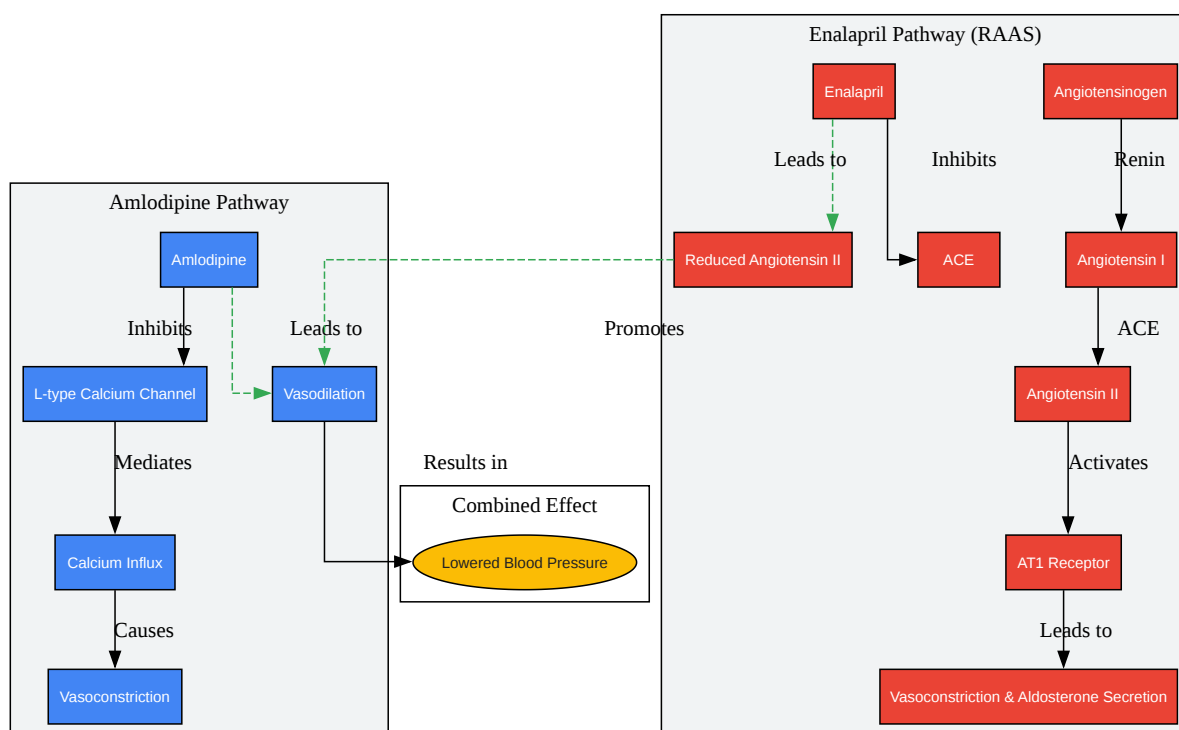 Enalapril Pathway (RAAS)
Enalapril
Angiotensinogen
Leads to
Inhibits
Renin
Reduced Angiotensin II
ACE
Angiotensin I
ACE
Angiotensin II
Activates
AT1 Receptor
Leads to
Vasoconstriction & Aldosterone Secretion
Promotes
Amlodipine Pathway
Amlodipine
Inhibits
Leads to
L-type Calcium Channel
Vasodilation
Mediates
Calcium Influx
Causes
Vasoconstriction
Results in
Combined Effect
Lowered Blood Pressure